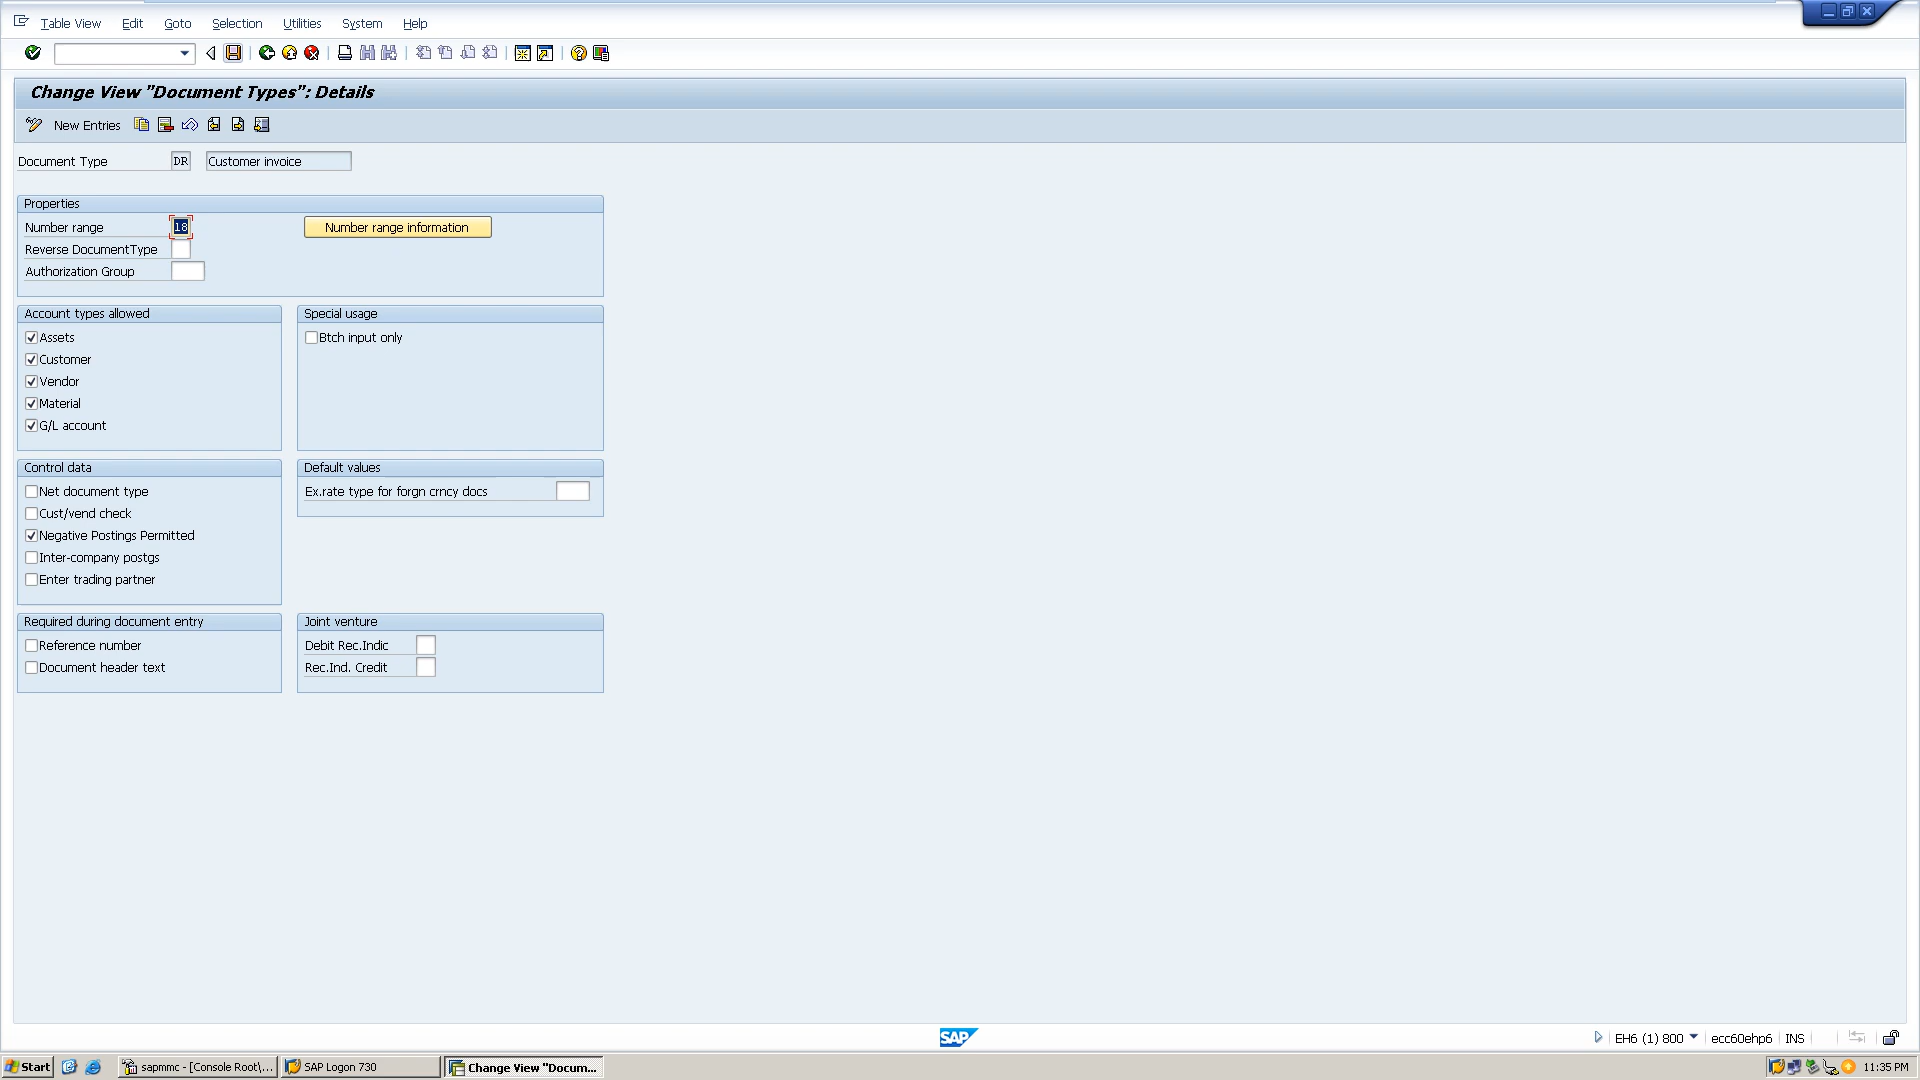 Table View Edit Goto Selection Utilities System Help
Change View "Document Types": Details
New Entries
Document Type DR Customer invoice
Properties
Number range 18 Number range information
Reverse DocumentType
Authorization Group
Account types allowed
Assets
Customer
Vendor
Material
G/L account
Special usage
Btch input only
Control data
Net document type
Cust/vend check
Negative Postings Permitted
Inter-company postgs
Enter trading partner
Default values
Ex.rate type for forgn crncy docs
Required during document entry
Reference number
Document header text
Joint venture
Debit Rec.Indic
Rec.Ind. Credit
SAP
EH6 (1) 800 ecc60ehp6 INS
Start sapmmc - [Console Root\... SAP Logon 730 Change View "Docum... 11:35 PM